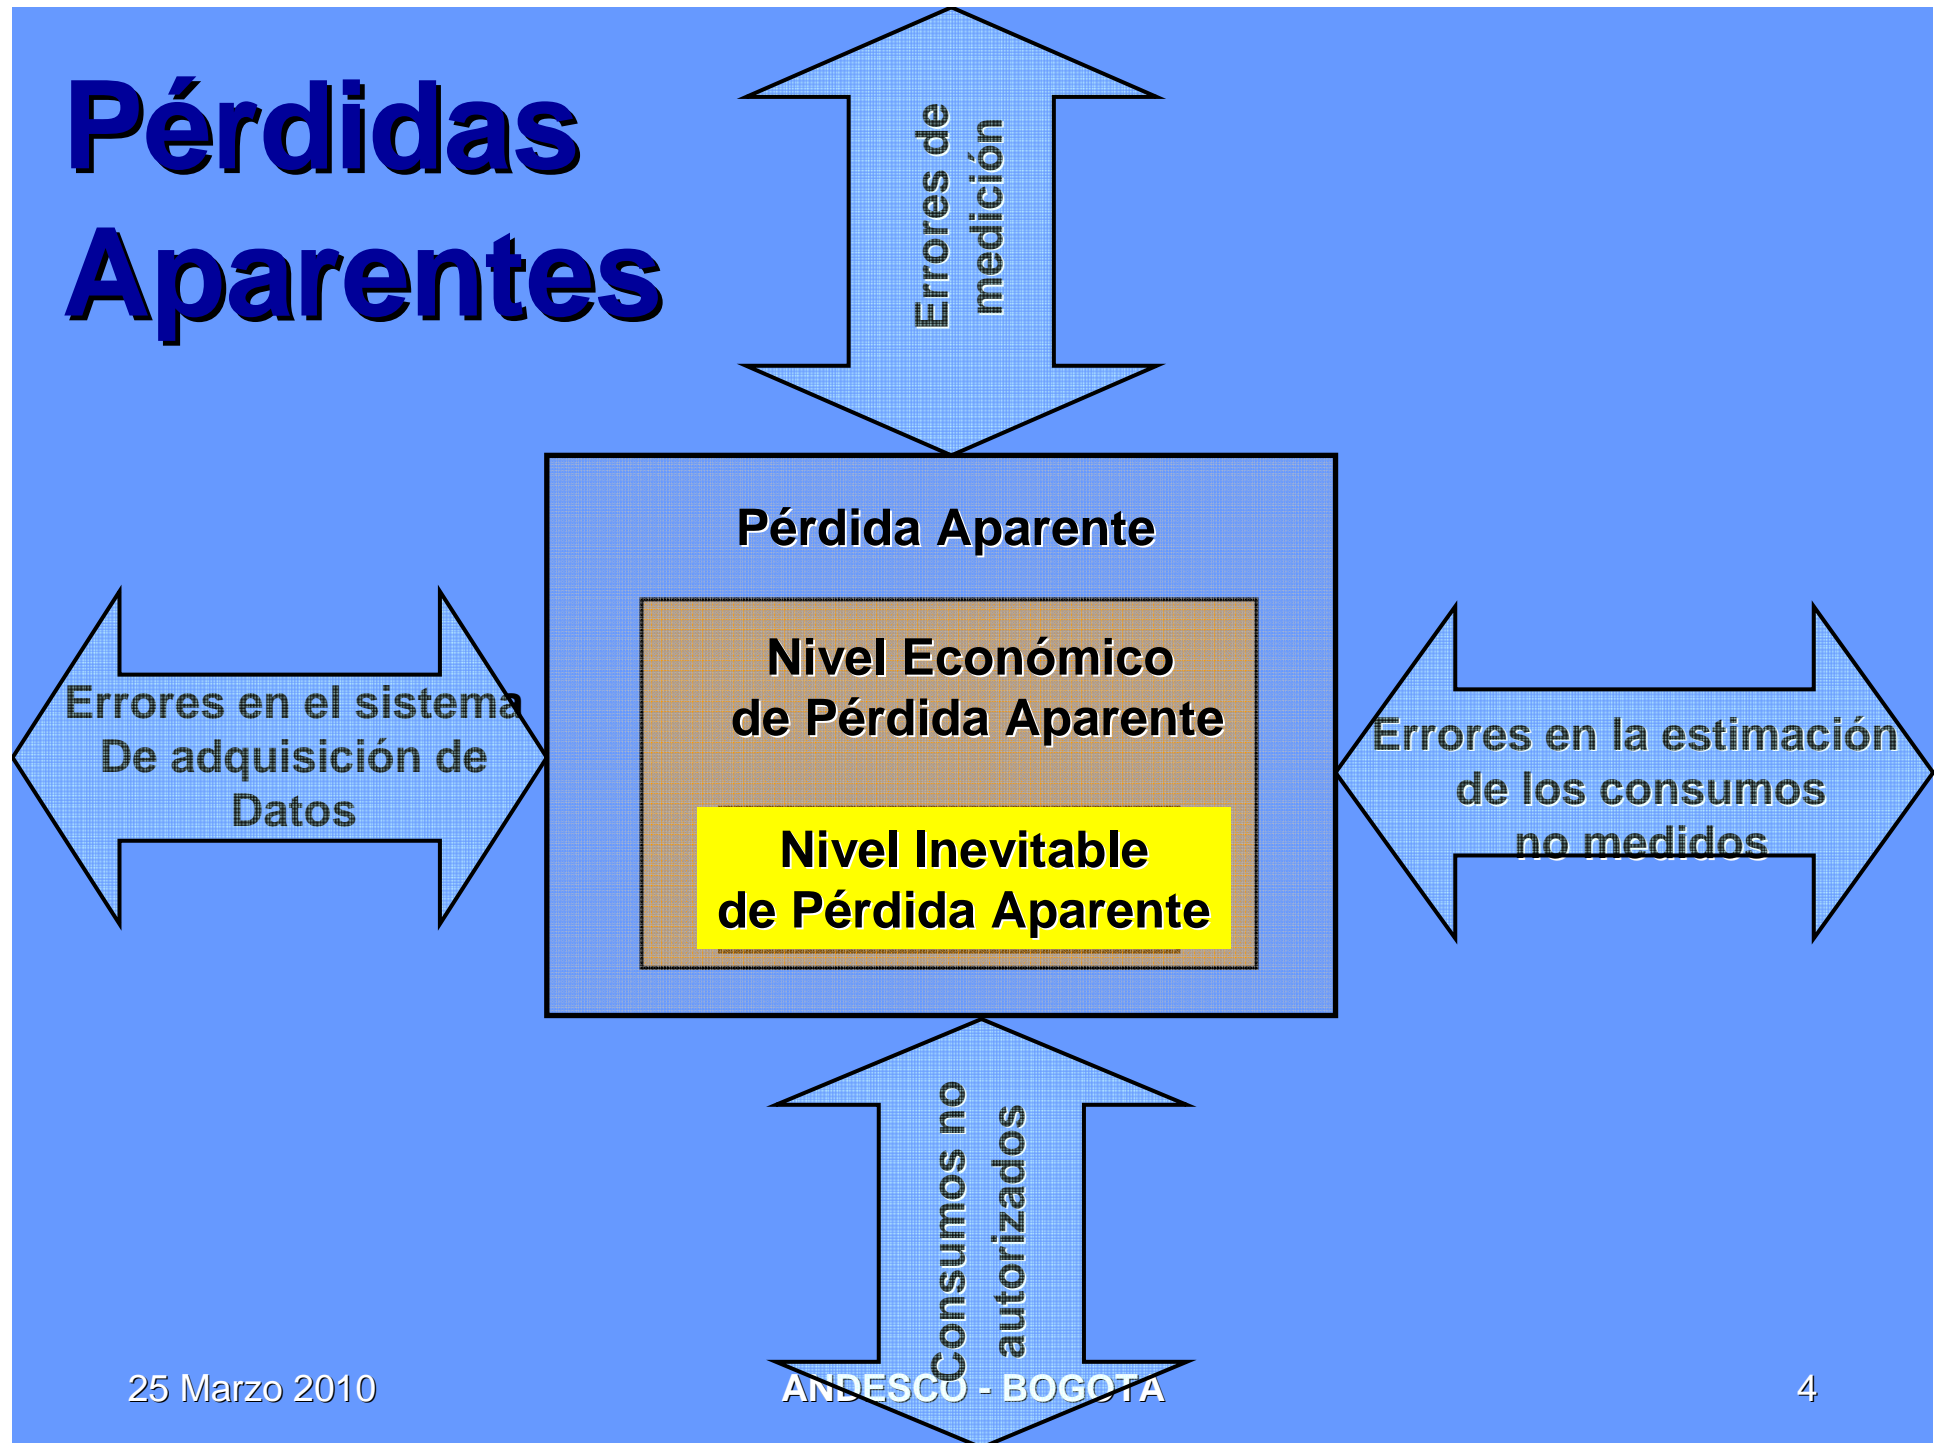 Pérdidas
Aparentes
Errores de
medición
Pérdida Aparente
Nivel Económico
de Pérdida Aparente
Nivel Inevitable
de Pérdida Aparente
Errores en el sistema
De adquisición de
Datos
Errores en la estimación
de los consumos
no medidos
Consumos no
autorizados
25 Marzo 2010
ANDESCO - BOGOTA
4